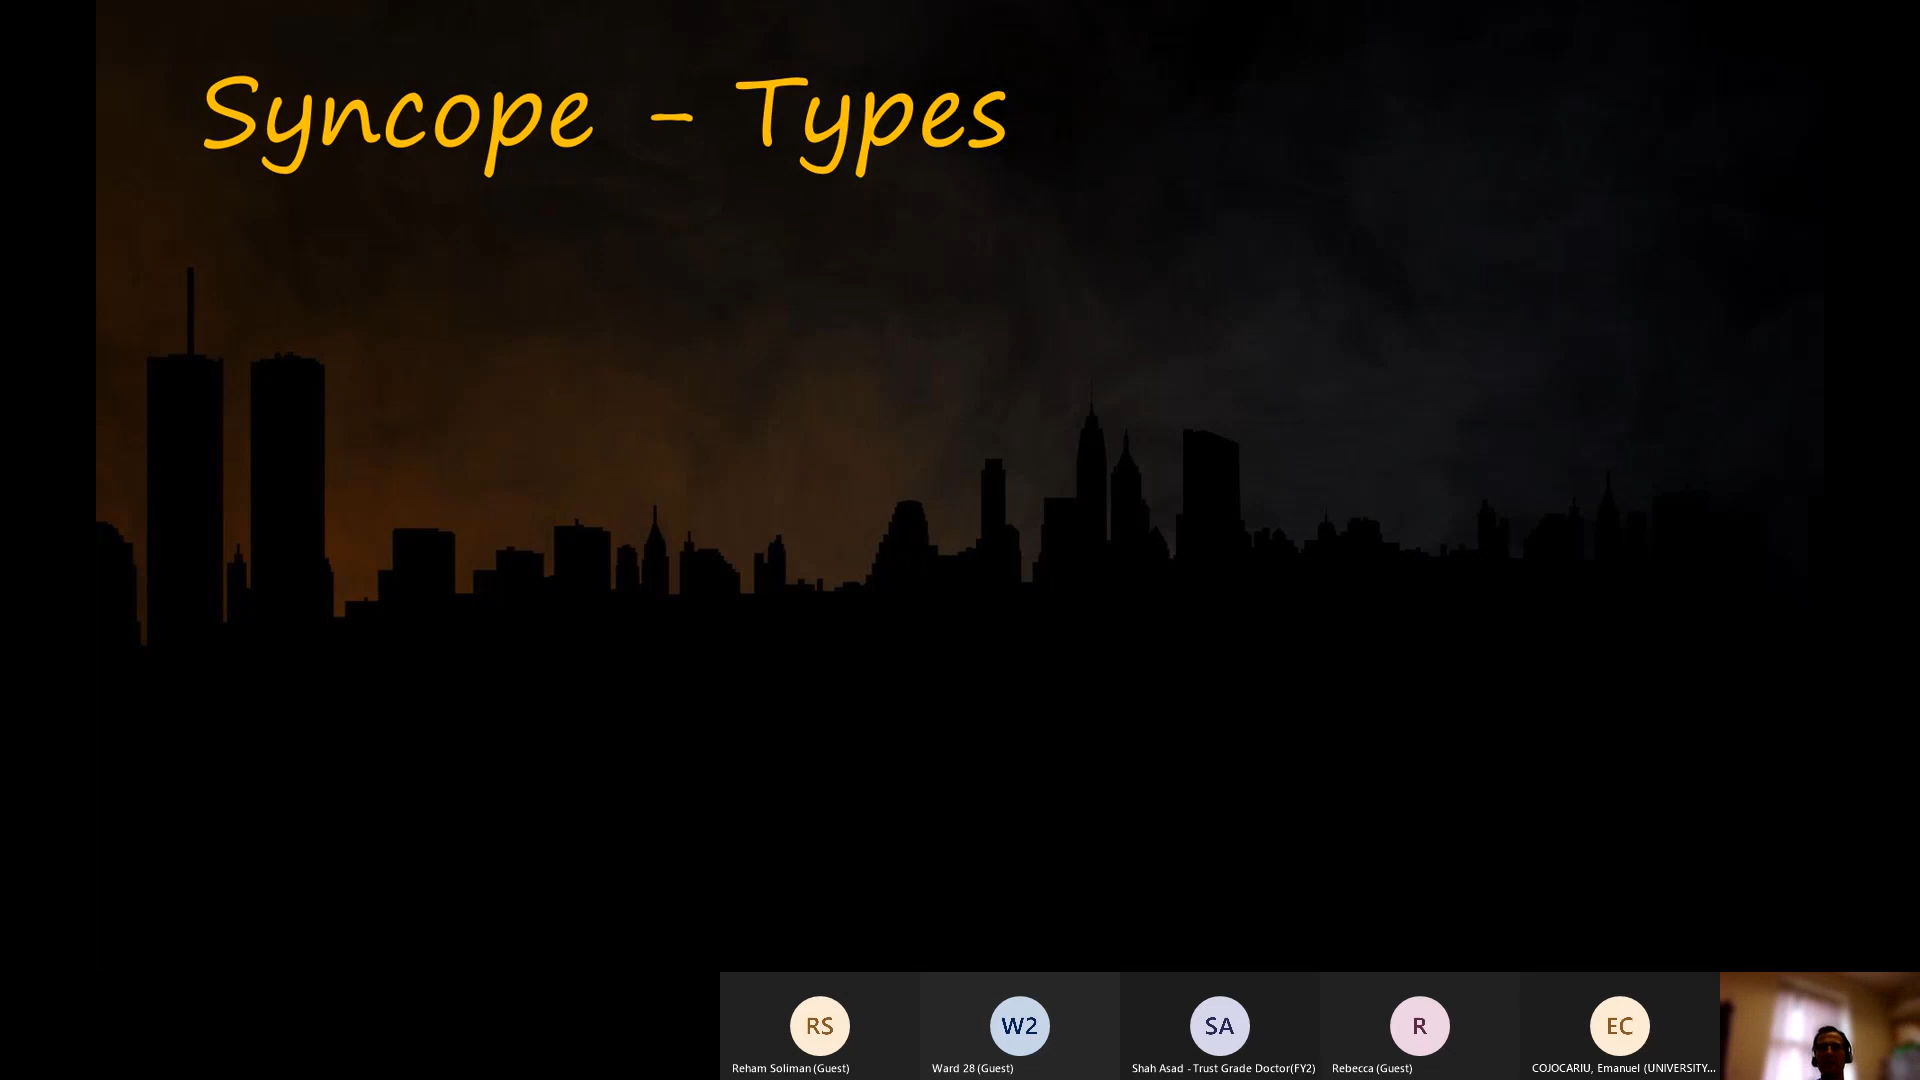 Syncope - Types
RS
W2
SA
R
EC
Reham Soliman (Guest)
Ward 28 (Guest)
Shah Asad - Trust Grade Doctor(FY2)
Rebecca (Guest)
COJOCARIU, Emanuel (UNIVERSITY...